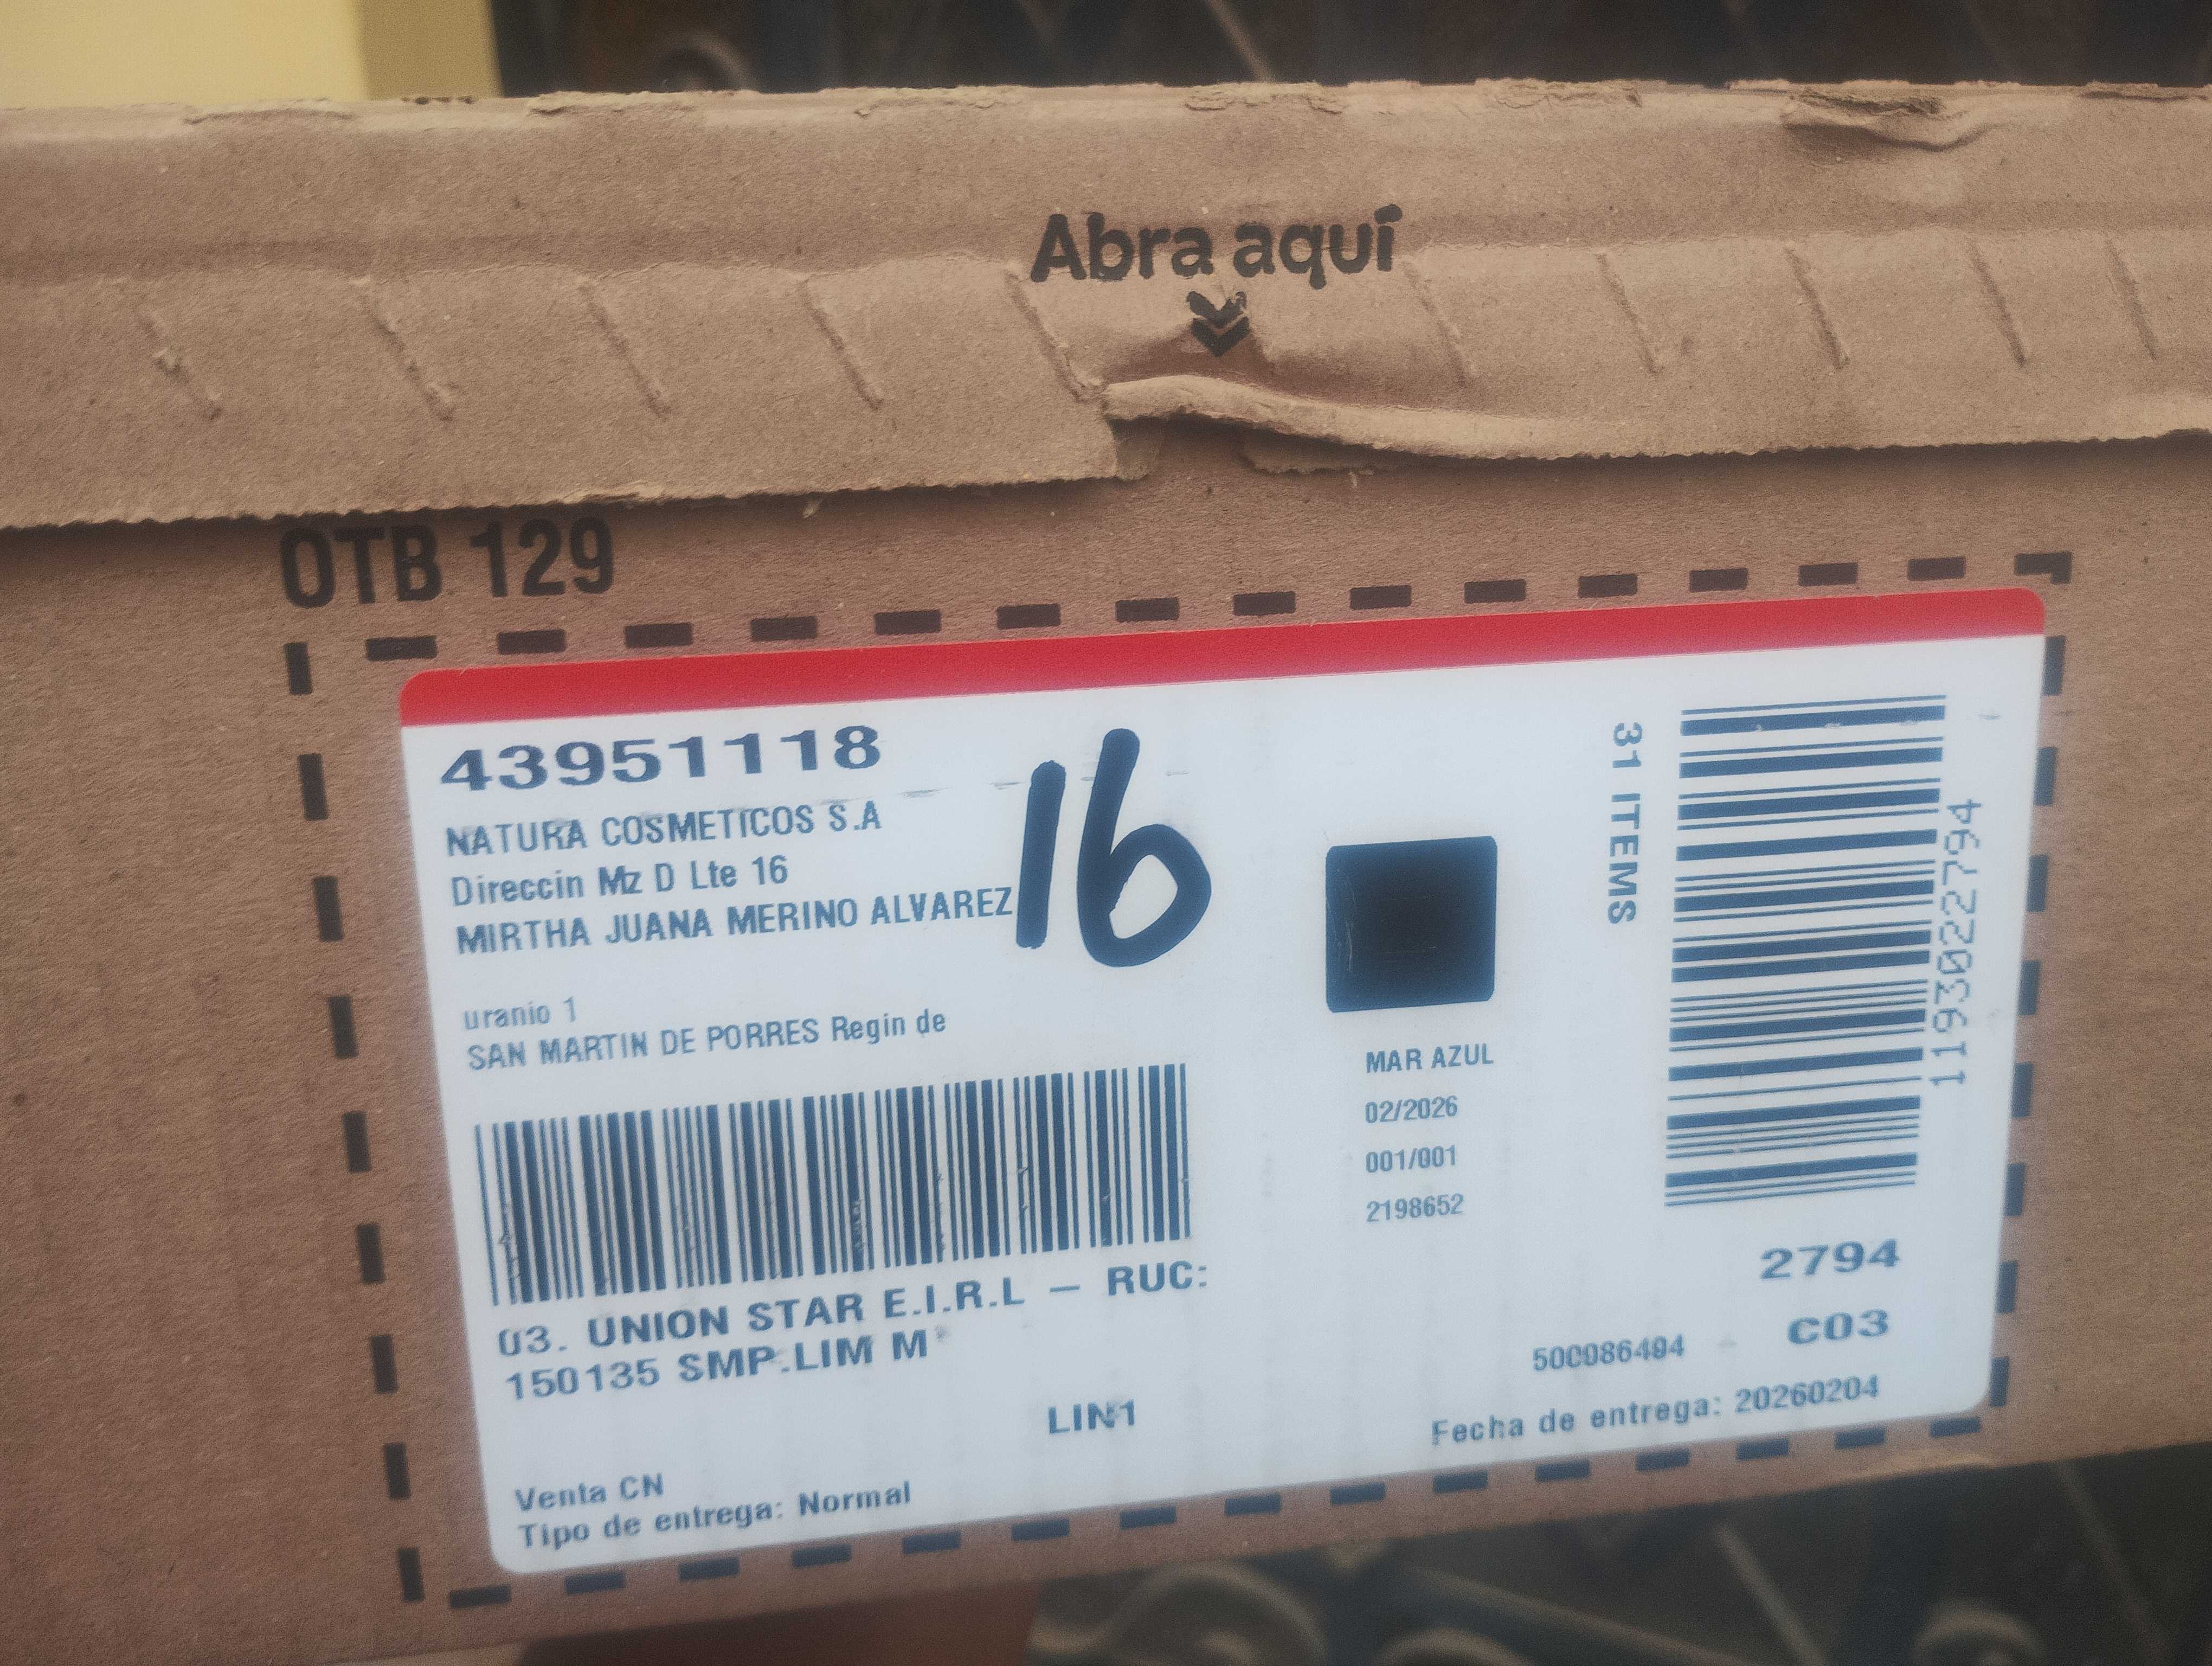 Abra aquí
OTB 129
43951118
NATURA COSMETICOS S.A
Direccin Mz D Lte 16
MIRTHA JUANA MERINO ALVAREZ
16
uranio 1
SAN MARTIN DE PORRES Regin de
03. UNION STAR E.I.R.L – RUC:
150135 SMP.LIM M
LIN1
Venta CN
Tipo de entrega: Normal
MAR AZUL
02/2026
001/001
2198652
31 ITEMS
1193022794
2794
500086494 - C03
Fecha de entrega: 20260204